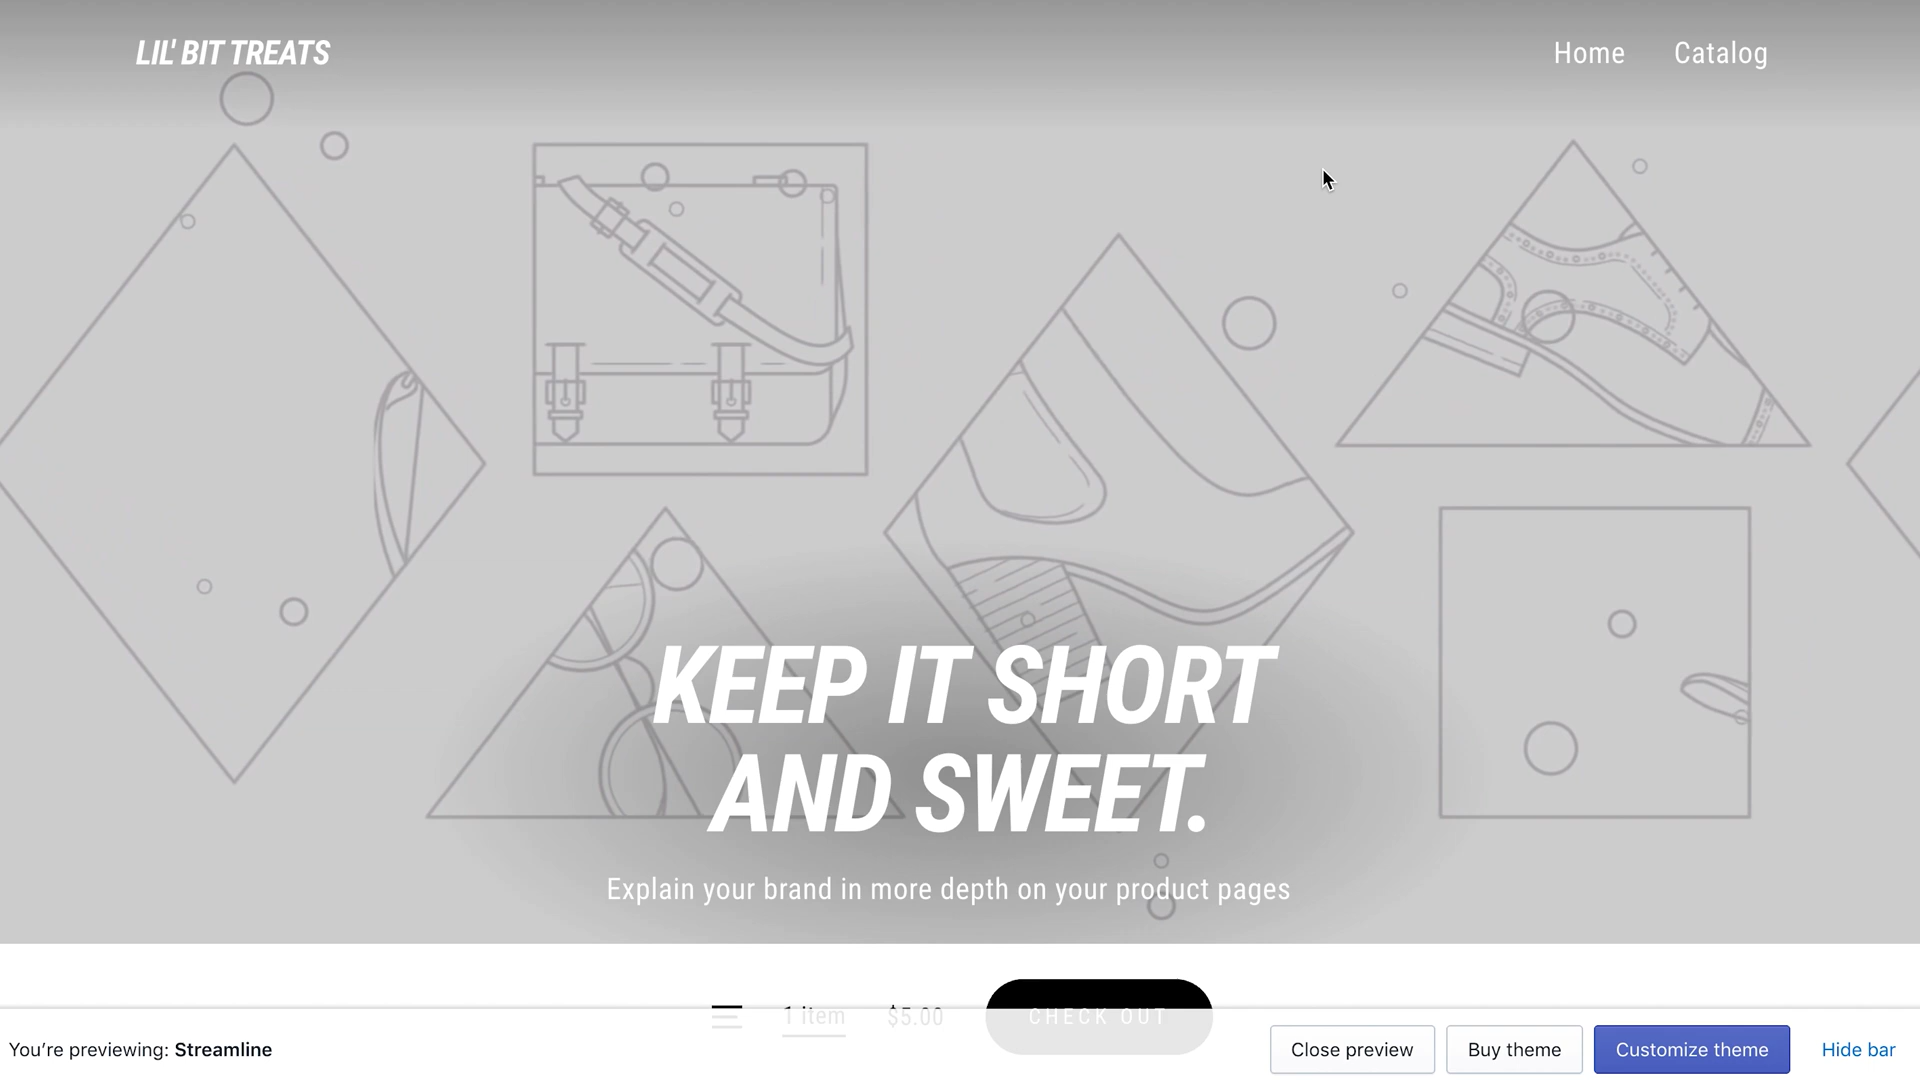 LIL' BIT TREATS
Home
Catalog
KEEP IT SHORT
AND SWEET.
Explain your brand in more depth on your product pages
1 item
$5.00
CHECK OUT
You're previewing: Streamline
Close preview
Buy theme
Customize theme
Hide bar